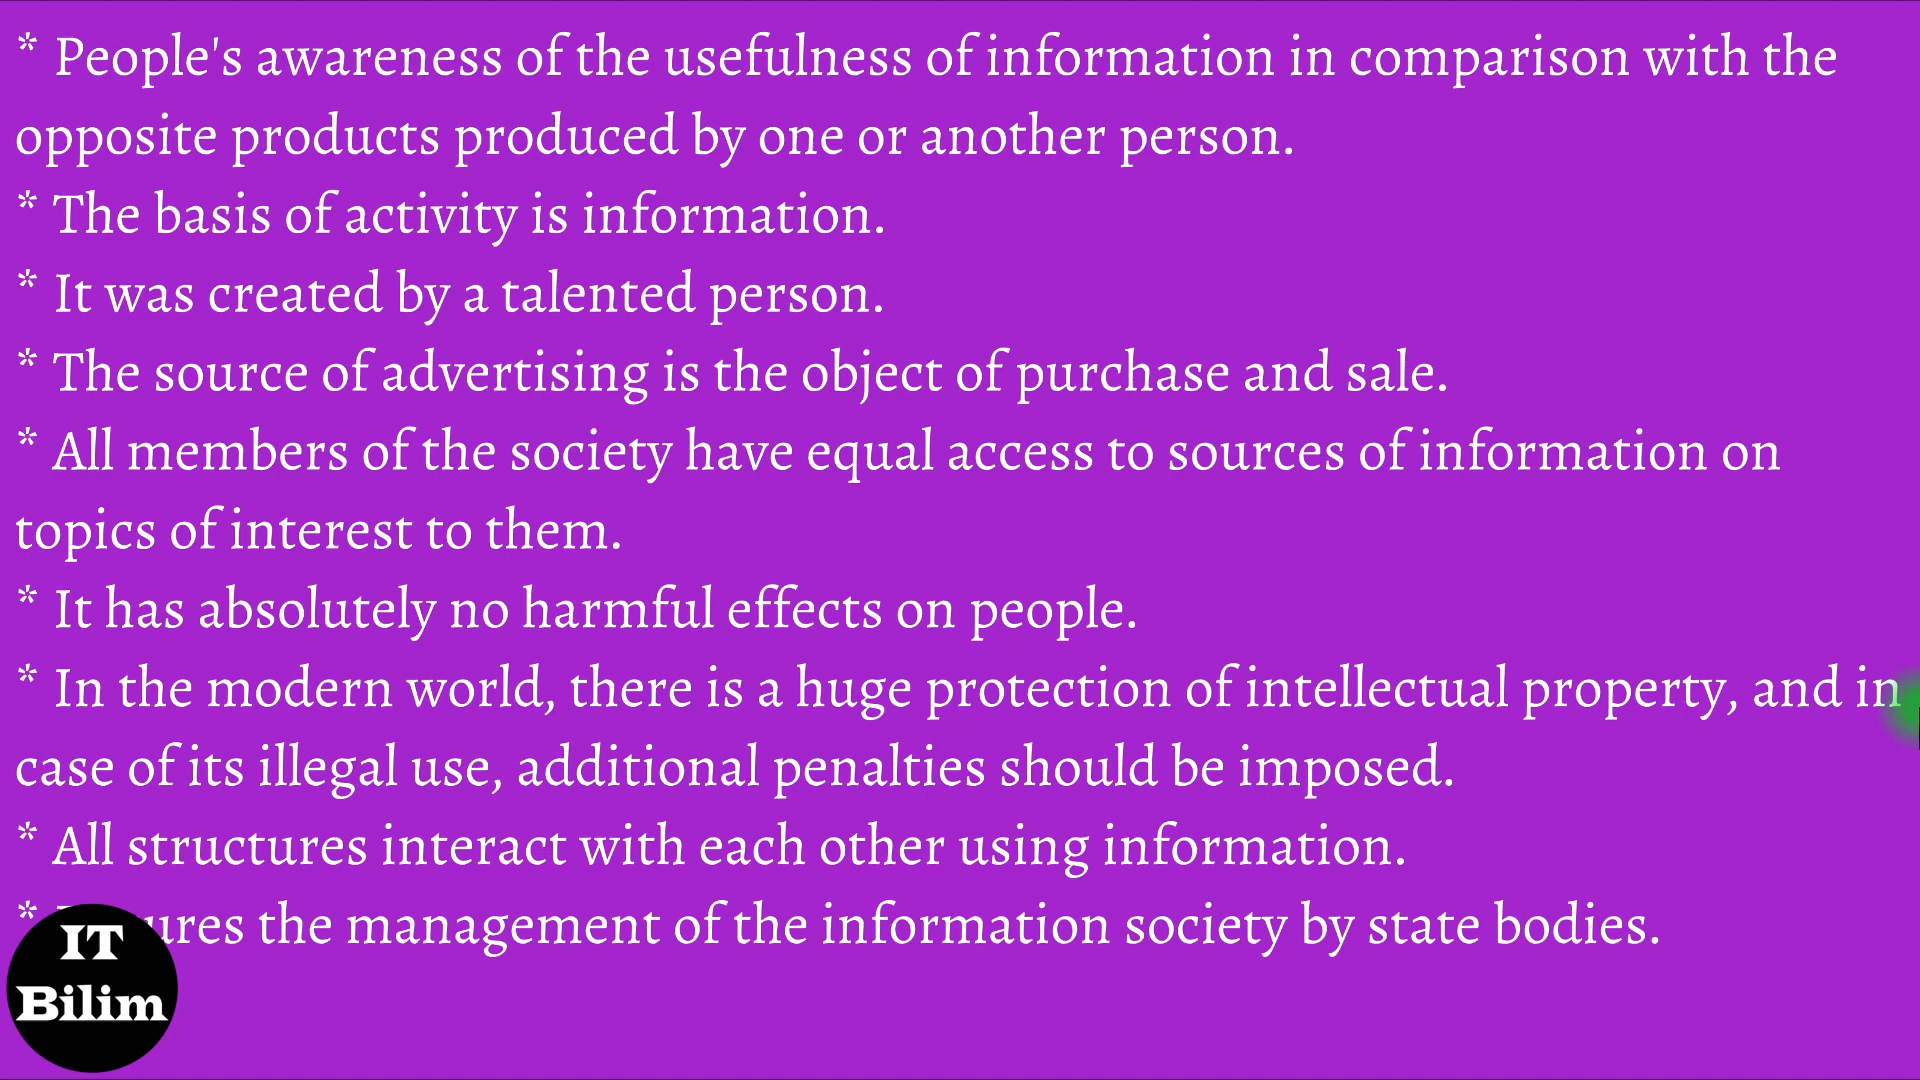 * People's awareness of the usefulness of information in comparison with the
opposite products produced by one or another person.
* The basis of activity is information.
* It was created by a talented person.
* The source of advertising is the object of purchase and sale.
* All members of the society have equal access to sources of information on
topics of interest to them.
* It has absolutely no harmful effects on people.
* In the modern world, there is a huge protection of intellectual property, and in
case of its illegal use, additional penalties should be imposed.
* All structures interact with each other using information.
* the management of the information society by state bodies.
IT
Bilim